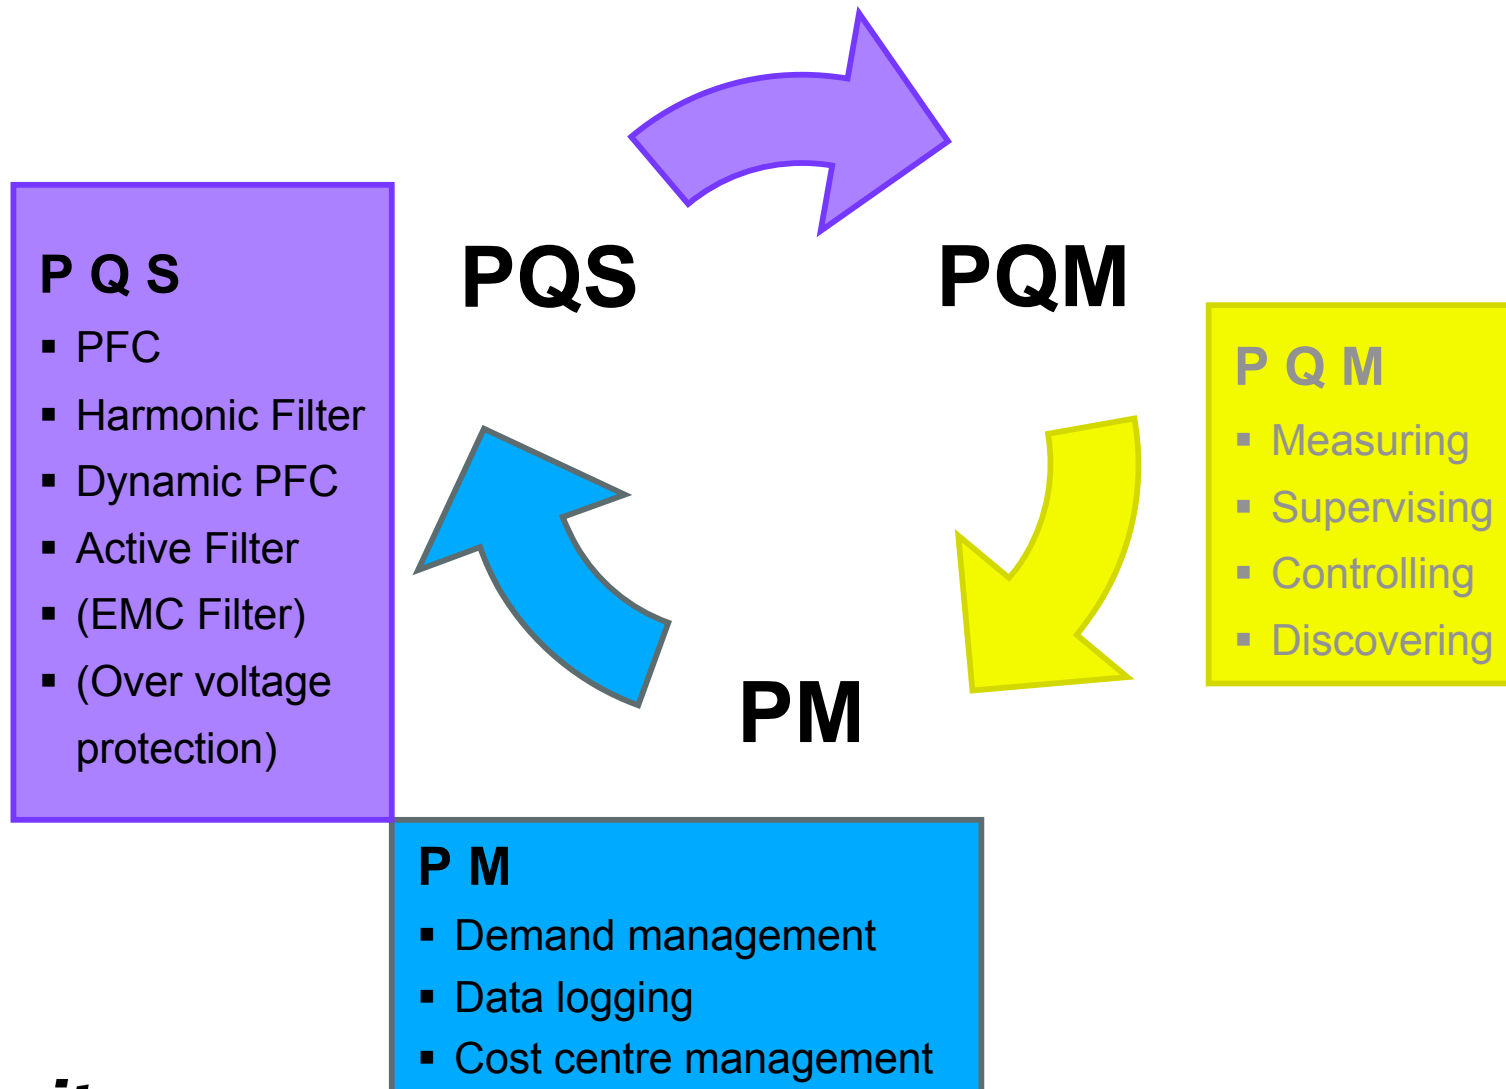 PQS
PQM
P Q S
▪ PFC
▪ Harmonic Filter
▪ Dynamic PFC
▪ Active Filter
▪ (EMC Filter)
▪ (Over voltage
protection)
P Q M
▪ Measuring
▪ Supervising
▪ Controlling
▪ Discovering
PM
P M
▪ Demand management
▪ Data logging
▪ Cost centre management